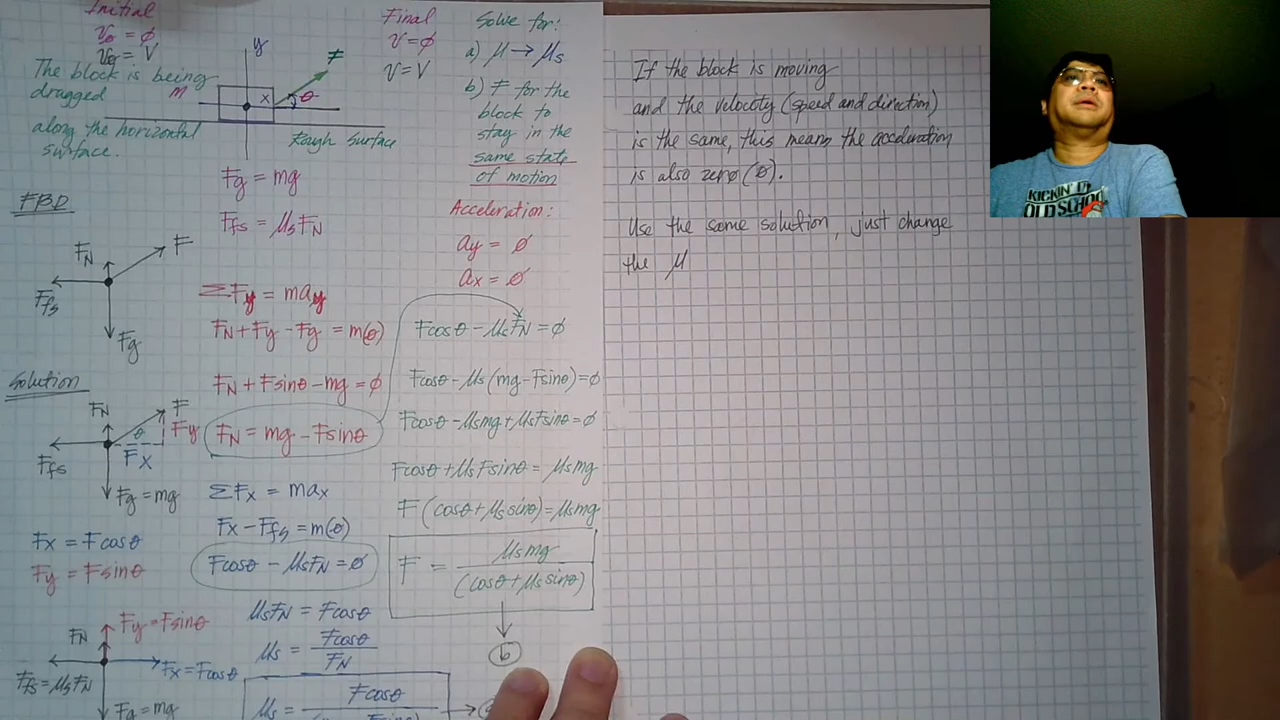 Initial
v₀ = ∅
v₀ = V
The block is being
drugged
along the horizontal
surface.
m
y
x
F
θ
Rough Surface
Final
v = ∅
v = V
Solve for:
a) μ → μs
b) F for the
block to
stay in the
same state
of motion
Fg = mg
Ffs = μs FN
Acceleration:
ay = ∅
ax = ∅
FBD
FN
F
Ffs
Fg
ΣFy = may
FN + Fy - Fg = m(∅)
FN + Fsinθ - mg = ∅
FN = mg - Fsinθ
Solution
FN
F
Fy
θ
Ffs
Fx
Fg = mg
Fx = Fcosθ
Fy = Fsinθ
FN
Fy = Fsinθ
Fx = Fcosθ
Ffs = μsFN
Fg = mg
ΣFx = max
Fx - Ffs = m(∅)
Fcosθ - μsFN = ∅
μsFN = Fcosθ
μs = Fcosθ / FN
μs = Fcosθ
Fcosθ - μsFN = ∅
Fcosθ - μs(mg - Fsinθ) = ∅
Fcosθ - μsmg + μsFsinθ = ∅
Fcosθ + μsFsinθ = μsmg
F(cosθ + μssinθ) = μsmg
F = μsmg / (cosθ + μssinθ)
b
If the block is moving
and the velocity (speed and direction)
is the same, this means the acceleration
is also zero (∅).
Use the same solution, just change
the μ
KICKIN' IT
OLD SCHOO